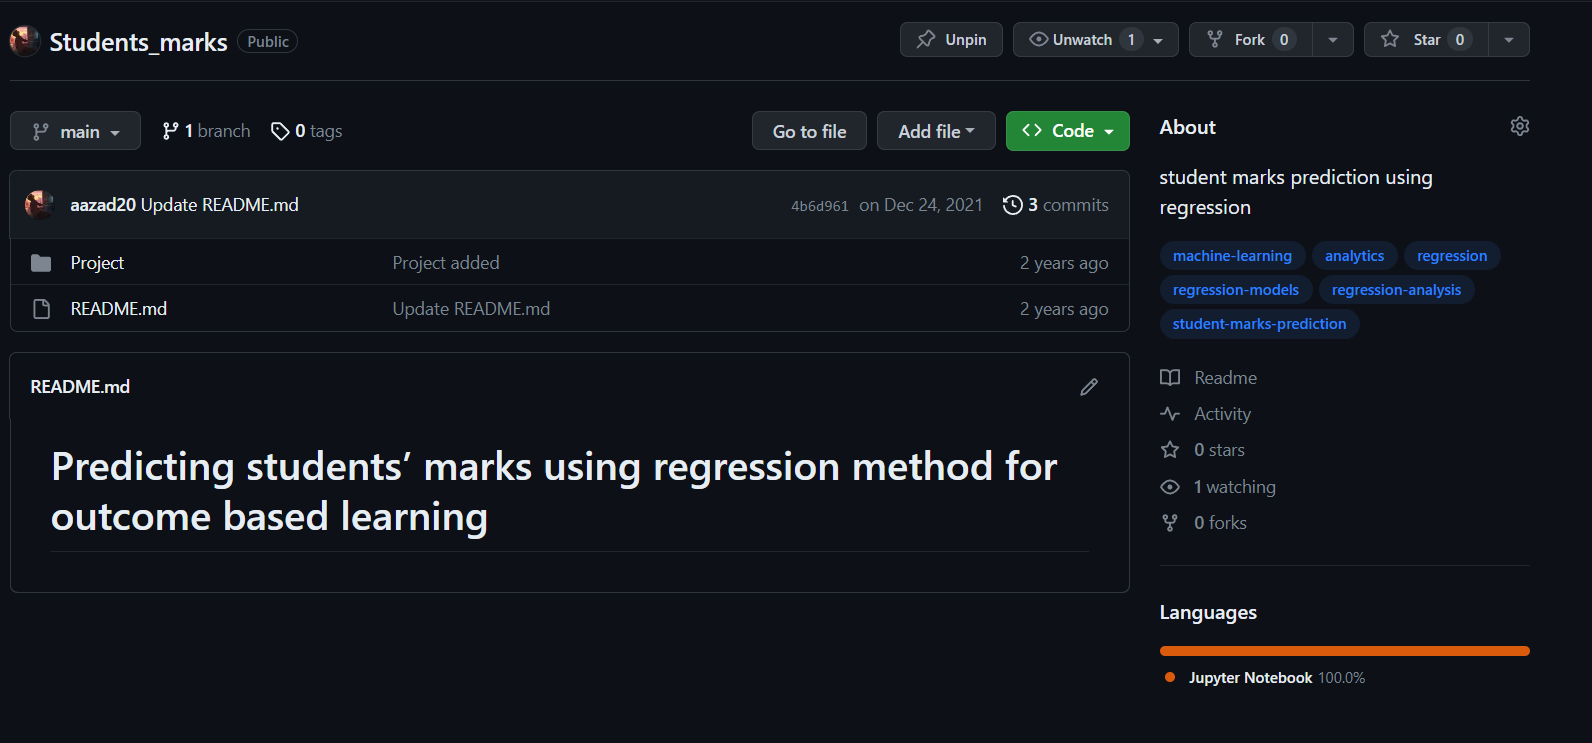 Students_marks Public Unpin Unwatch 1 Fork 0 Star 0
main 1 branch 0 tags Go to file Add file Code
aazad20 Update README.md 4b6d961 on Dec 24, 2021 3 commits
Project Project added 2 years ago
README.md Update README.md 2 years ago
README.md
Predicting students’ marks using regression method for
outcome based learning
About
student marks prediction using
regression
machine-learning analytics regression
regression-models regression-analysis
student-marks-prediction
Readme
Activity
0 stars
1 watching
0 forks
Languages
Jupyter Notebook 100.0%